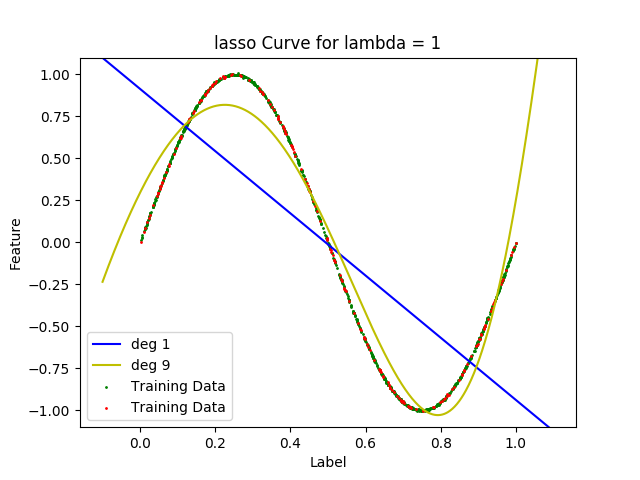 lasso Curve for lambda = 1
1.00
0.75
0.50
0.25
0.00
−0.25
−0.50
−0.75
−1.00
Feature
deg 1
deg 9
Training Data
Training Data
0.0 0.2 0.4 0.6 0.8 1.0
Label